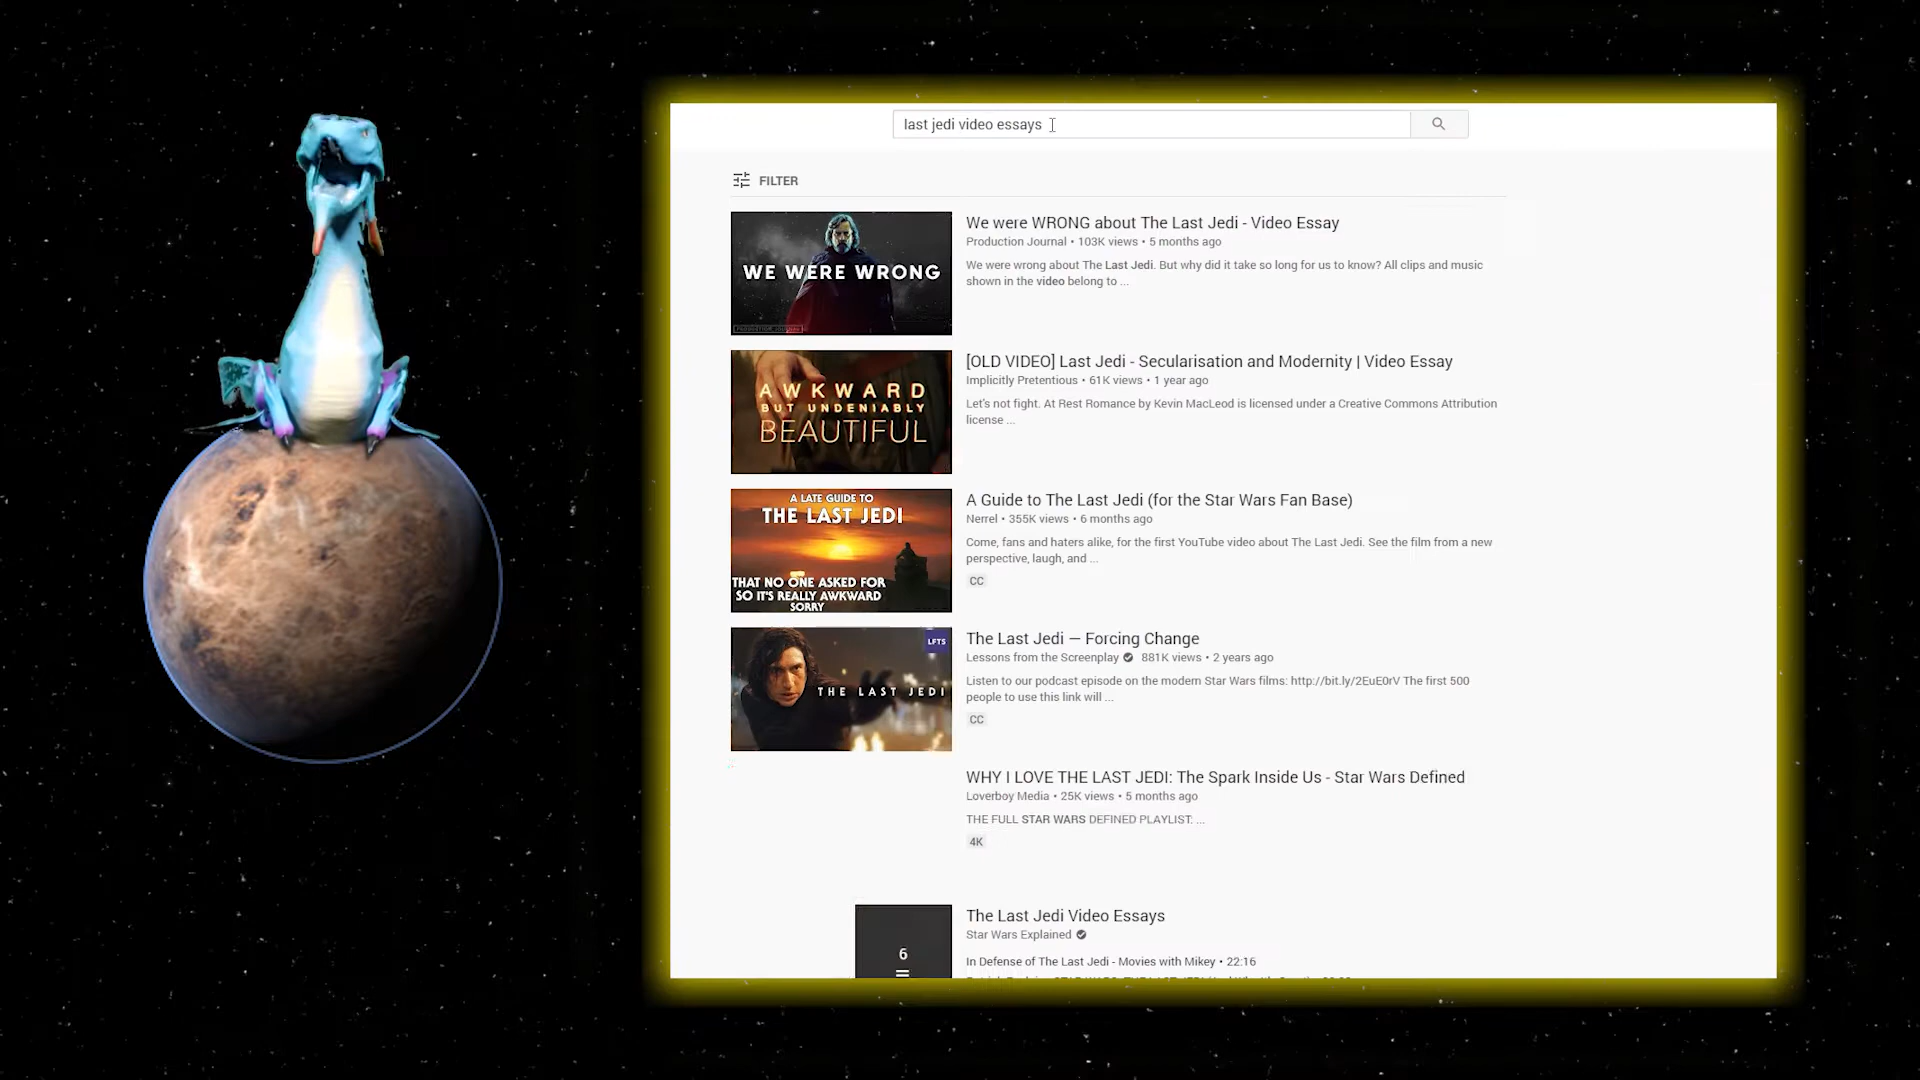 last jedi video essays
FILTER
WE WERE WRONG
We were WRONG about The Last Jedi - Video Essay
Production Journal • 103K views • 5 months ago
We were wrong about The Last Jedi. But why did it take so long for us to know? All clips and music
shown in the video belong to ...
AWKWARD
BUT UNDENIABLY
BEAUTIFUL
[OLD VIDEO] Last Jedi - Secularisation and Modernity | Video Essay
Implicitly Pretentious • 61K views • 1 year ago
Let's not fight. At Rest Romance by Kevin MacLeod is licensed under a Creative Commons Attribution
license ...
A LATE GUIDE TO
THE LAST JEDI
THAT NO ONE ASKED FOR
SO IT'S REALLY AWKWARD
SORRY
A Guide to The Last Jedi (for the Star Wars Fan Base)
Nerrel • 355K views • 6 months ago
Come, fans and haters alike, for the first YouTube video about The Last Jedi. See the film from a new
perspective, laugh, and ...
CC
LFTS
THE LAST JEDI
The Last Jedi — Forcing Change
Lessons from the Screenplay 881K views • 2 years ago
Listen to our podcast episode on the modern Star Wars films: http://bit.ly/2EuE0rV The first 500
people to use this link will ...
CC
WHY I LOVE THE LAST JEDI: The Spark Inside Us - Star Wars Defined
Loverboy Media • 25K views • 5 months ago
THE FULL STAR WARS DEFINED PLAYLIST: ...
4K
6
The Last Jedi Video Essays
Star Wars Explained
In Defense of The Last Jedi - Movies with Mikey • 22:16